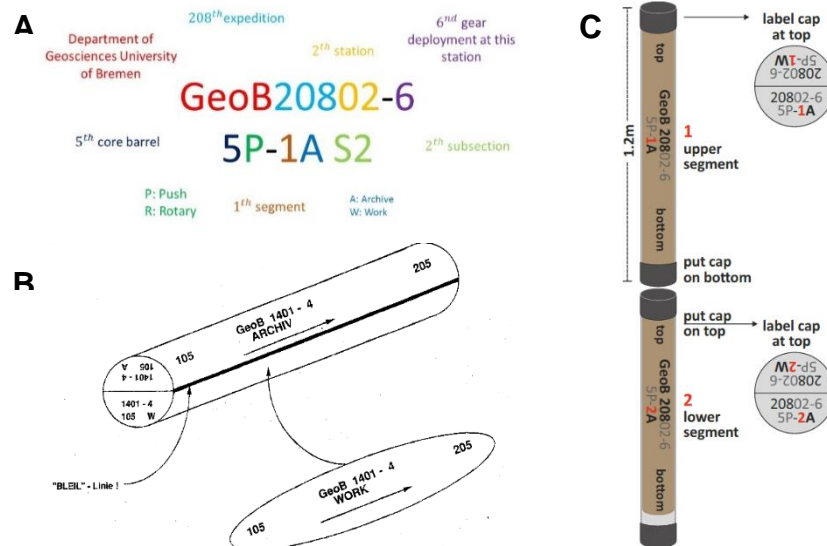 A
208th expedition
6nd gear
deployment at this
station
Department of
Geosciences University
of Bremen
2th station
GeoB20802-6
5P-1A S2
5th core barrel
2th subsection
P: Push
R: Rotary
1th segment
A: Archive
W: Work
B
205
GeoB 1401 - 4
ARCHIV
105
1401 - 4
105 A
1401 - 4
105 W
"BLEIL" - Linie !
205
GeoB 1401 - 4
WORK
105
C
label cap
at top
top
5P-1W
20802-6
20802-6
5P-1A
GeoB 20802-6
5P-1A
1.2m
1
upper
segment
bottom
put cap
on bottom
put cap
on top
label cap
at top
top
5P-2W
20802-6
20802-6
5P-2A
GeoB 20802-6
5P-2A
2
lower
segment
bottom